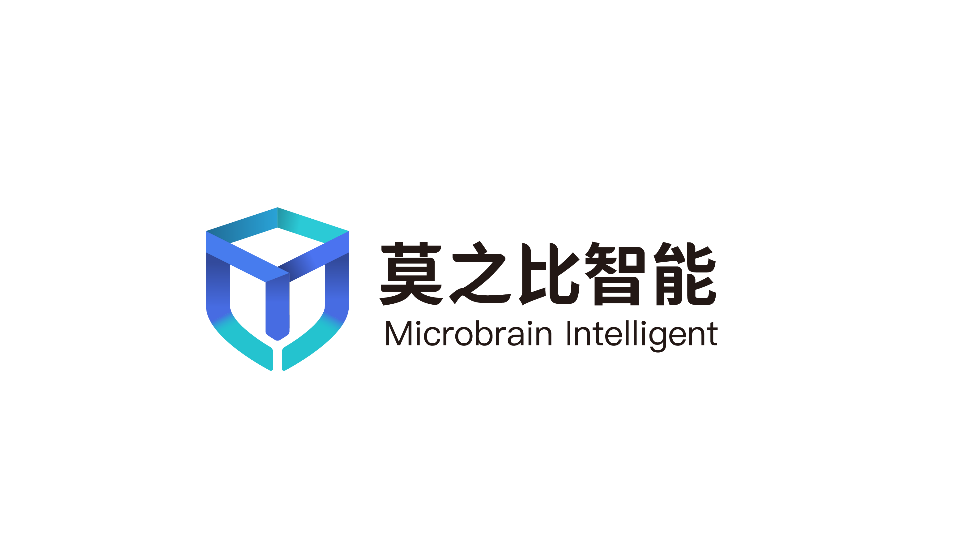 莫之比智能
Microbrain Intelligent